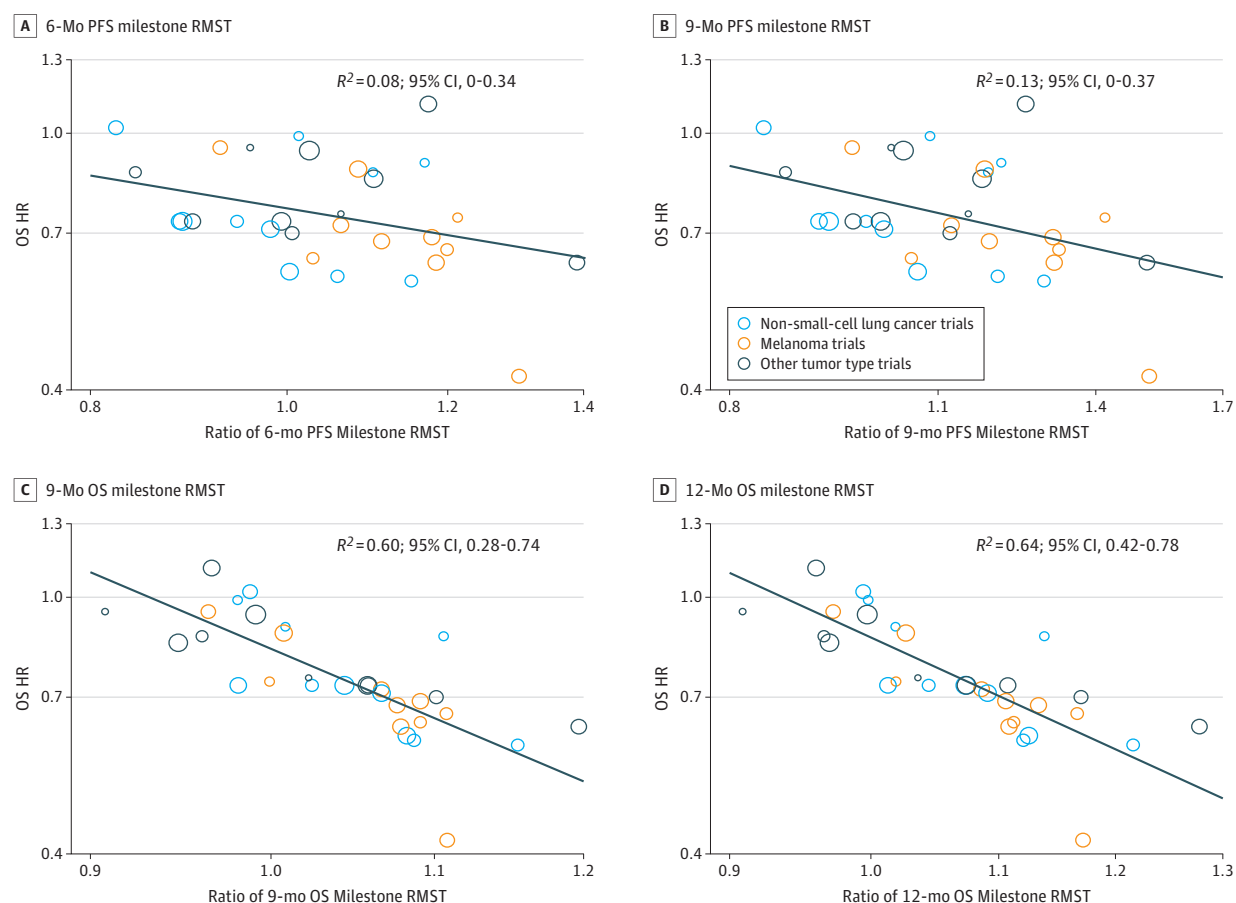 A 6-Mo PFS milestone RMST
1.3
1.0
0.7
0.4
OS HR
R²=0.08; 95% CI, 0-0.34
0.8 1.0 1.2 1.4
Ratio of 6-mo PFS Milestone RMST
B 9-Mo PFS milestone RMST
1.3
1.0
0.7
0.4
OS HR
R²=0.13; 95% CI, 0-0.37
Non-small-cell lung cancer trials
Melanoma trials
Other tumor type trials
0.8 1.1 1.4 1.7
Ratio of 9-mo PFS Milestone RMST
C 9-Mo OS milestone RMST
1.3
1.0
0.7
0.4
OS HR
R²=0.60; 95% CI, 0.28-0.74
0.9 1.0 1.1 1.2
Ratio of 9-mo OS Milestone RMST
D 12-Mo OS milestone RMST
1.3
1.0
0.7
0.4
OS HR
R²=0.64; 95% CI, 0.42-0.78
0.9 1.0 1.1 1.2 1.3
Ratio of 12-mo OS Milestone RMST